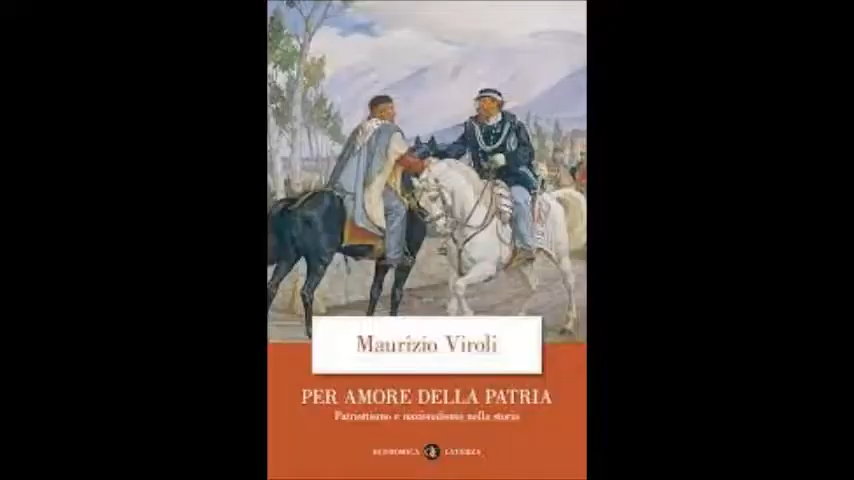 Maurizio Viroli
PER AMORE DELLA PATRIA
Patriottismo e nazionalismo nella storia
ECONOMICA LATERZA